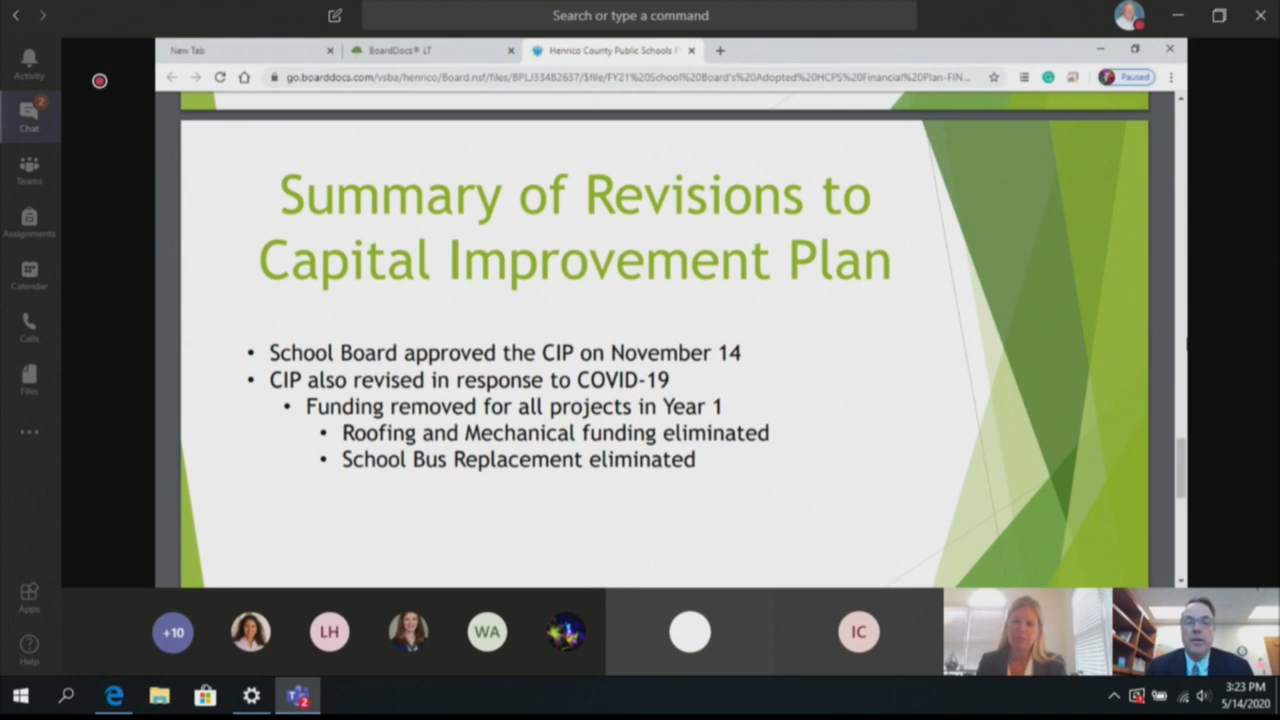 Search or type a command
New Tab
BoardDocs® LT
Henrico County Public Schools F
go.boarddocs.com/vsba/henrico/Board.nsf/files/BPLJ334B2637/$file/FY21%20School%20Board's%20Adopted%20HCPS%20Financial%20Plan-FIN...
Paused
Activity
2
Chat
Teams
Assignments
Calendar
Calls
Files
Apps
Help
Summary of Revisions to
Capital Improvement Plan
• School Board approved the CIP on November 14
• CIP also revised in response to COVID-19
• Funding removed for all projects in Year 1
• Roofing and Mechanical funding eliminated
• School Bus Replacement eliminated
+10
LH
WA
IC
2
3:23 PM
5/14/2020